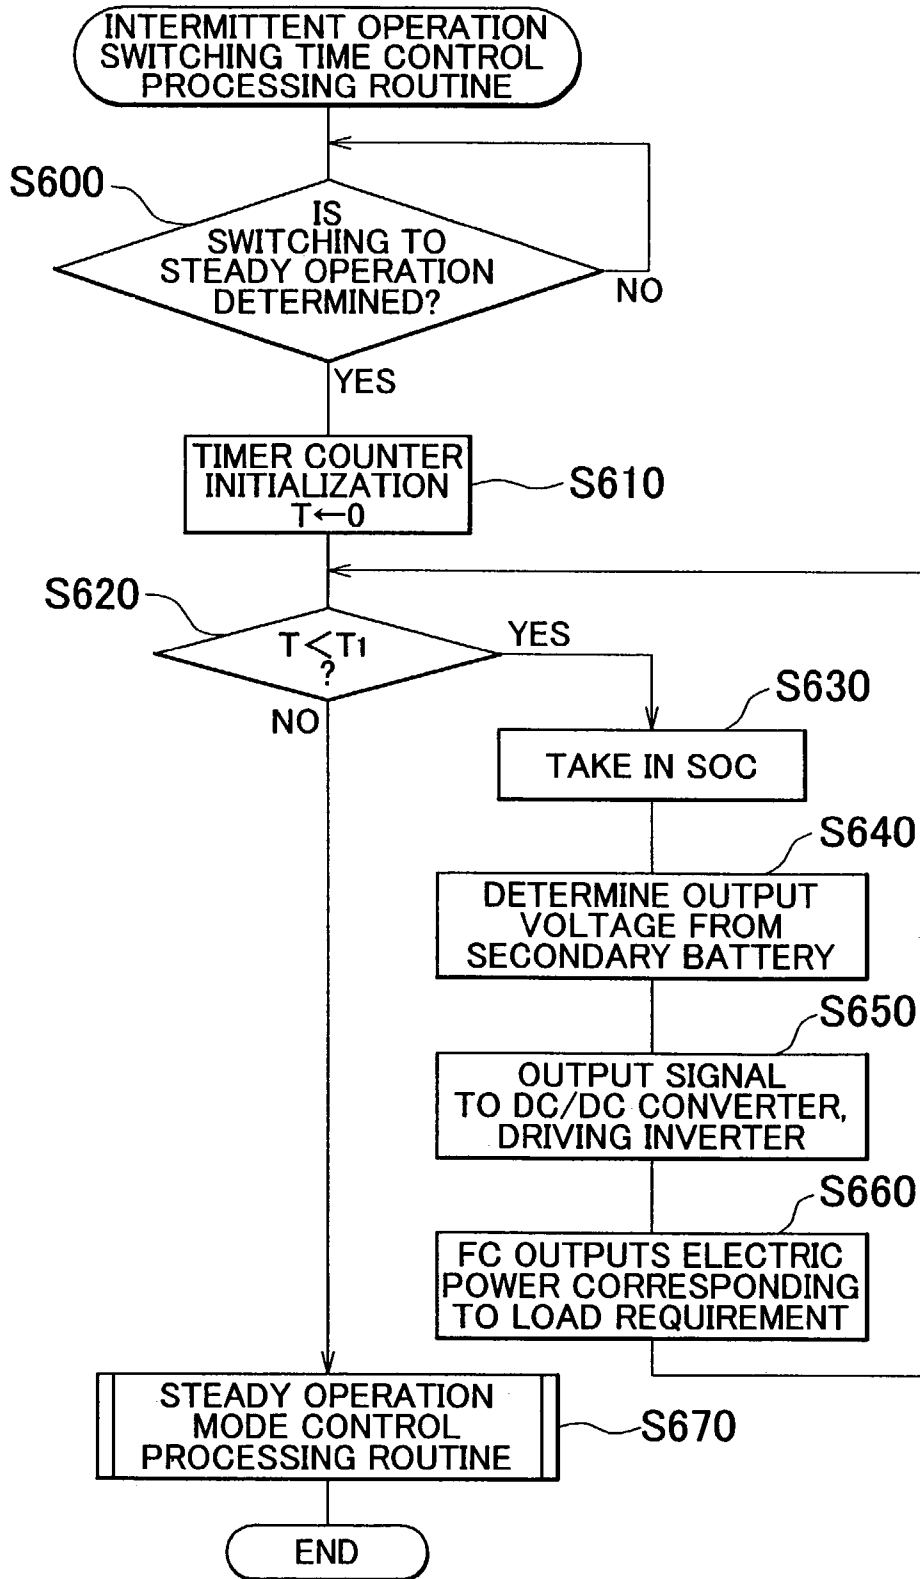 INTERMITTENT OPERATION
SWITCHING TIME CONTROL
PROCESSING ROUTINE
S600
IS
SWITCHING TO
STEADY OPERATION
DETERMINED?
NO
YES
TIMER COUNTER
INITIALIZATION
T←0
S610
S620
T<T1
?
YES
NO
S630
TAKE IN SOC
S640
DETERMINE OUTPUT
VOLTAGE FROM
SECONDARY BATTERY
S650
OUTPUT SIGNAL
TO DC/DC CONVERTER,
DRIVING INVERTER
S660
FC OUTPUTS ELECTRIC
POWER CORRESPONDING
TO LOAD REQUIREMENT
STEADY OPERATION
MODE CONTROL
PROCESSING ROUTINE
S670
END